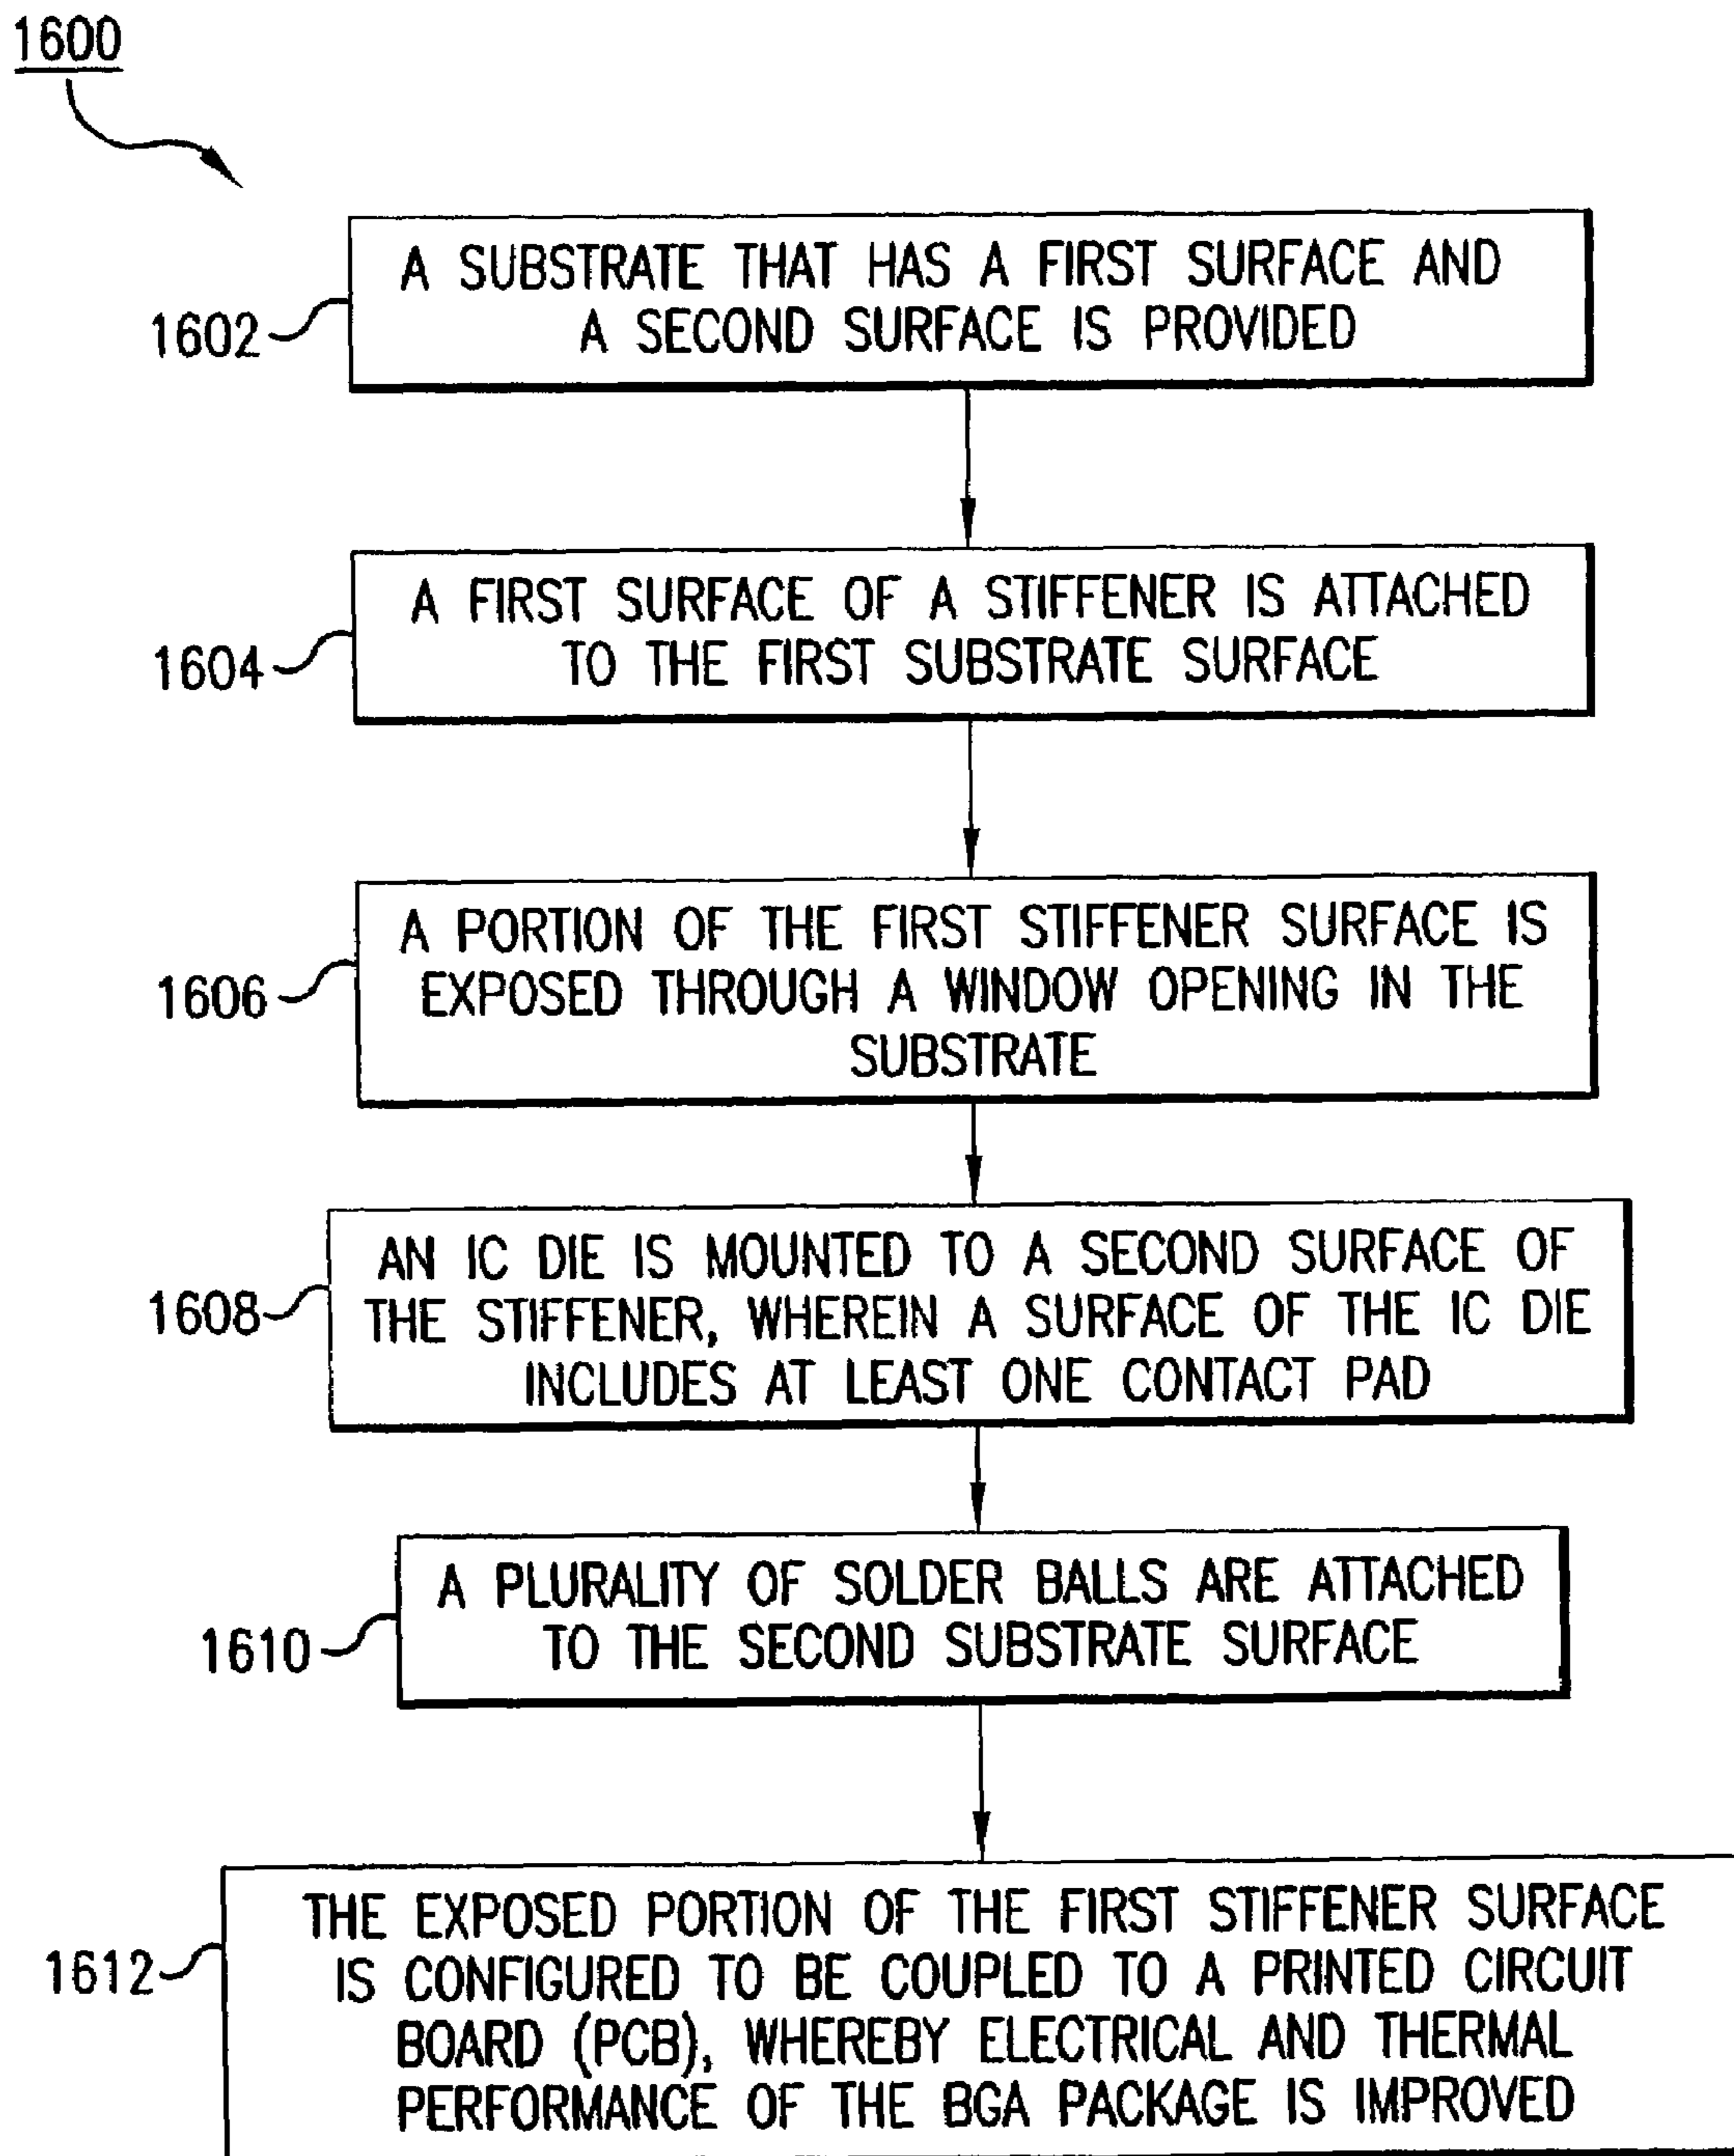 1600
A SUBSTRATE THAT HAS A FIRST SURFACE AND
A SECOND SURFACE IS PROVIDED
1602
A FIRST SURFACE OF A STIFFENER IS ATTACHED
TO THE FIRST SUBSTRATE SURFACE
1604
A PORTION OF THE FIRST STIFFENER SURFACE IS
EXPOSED THROUGH A WINDOW OPENING IN THE
SUBSTRATE
1606
AN IC DIE IS MOUNTED TO A SECOND SURFACE OF
THE STIFFENER, WHEREIN A SURFACE OF THE IC DIE
INCLUDES AT LEAST ONE CONTACT PAD
1608
A PLURALITY OF SOLDER BALLS ARE ATTACHED
TO THE SECOND SUBSTRATE SURFACE
1610
THE EXPOSED PORTION OF THE FIRST STIFFENER SURFACE
IS CONFIGURED TO BE COUPLED TO A PRINTED CIRCUIT
BOARD (PCB), WHEREBY ELECTRICAL AND THERMAL
PERFORMANCE OF THE BGA PACKAGE IS IMPROVED
1612